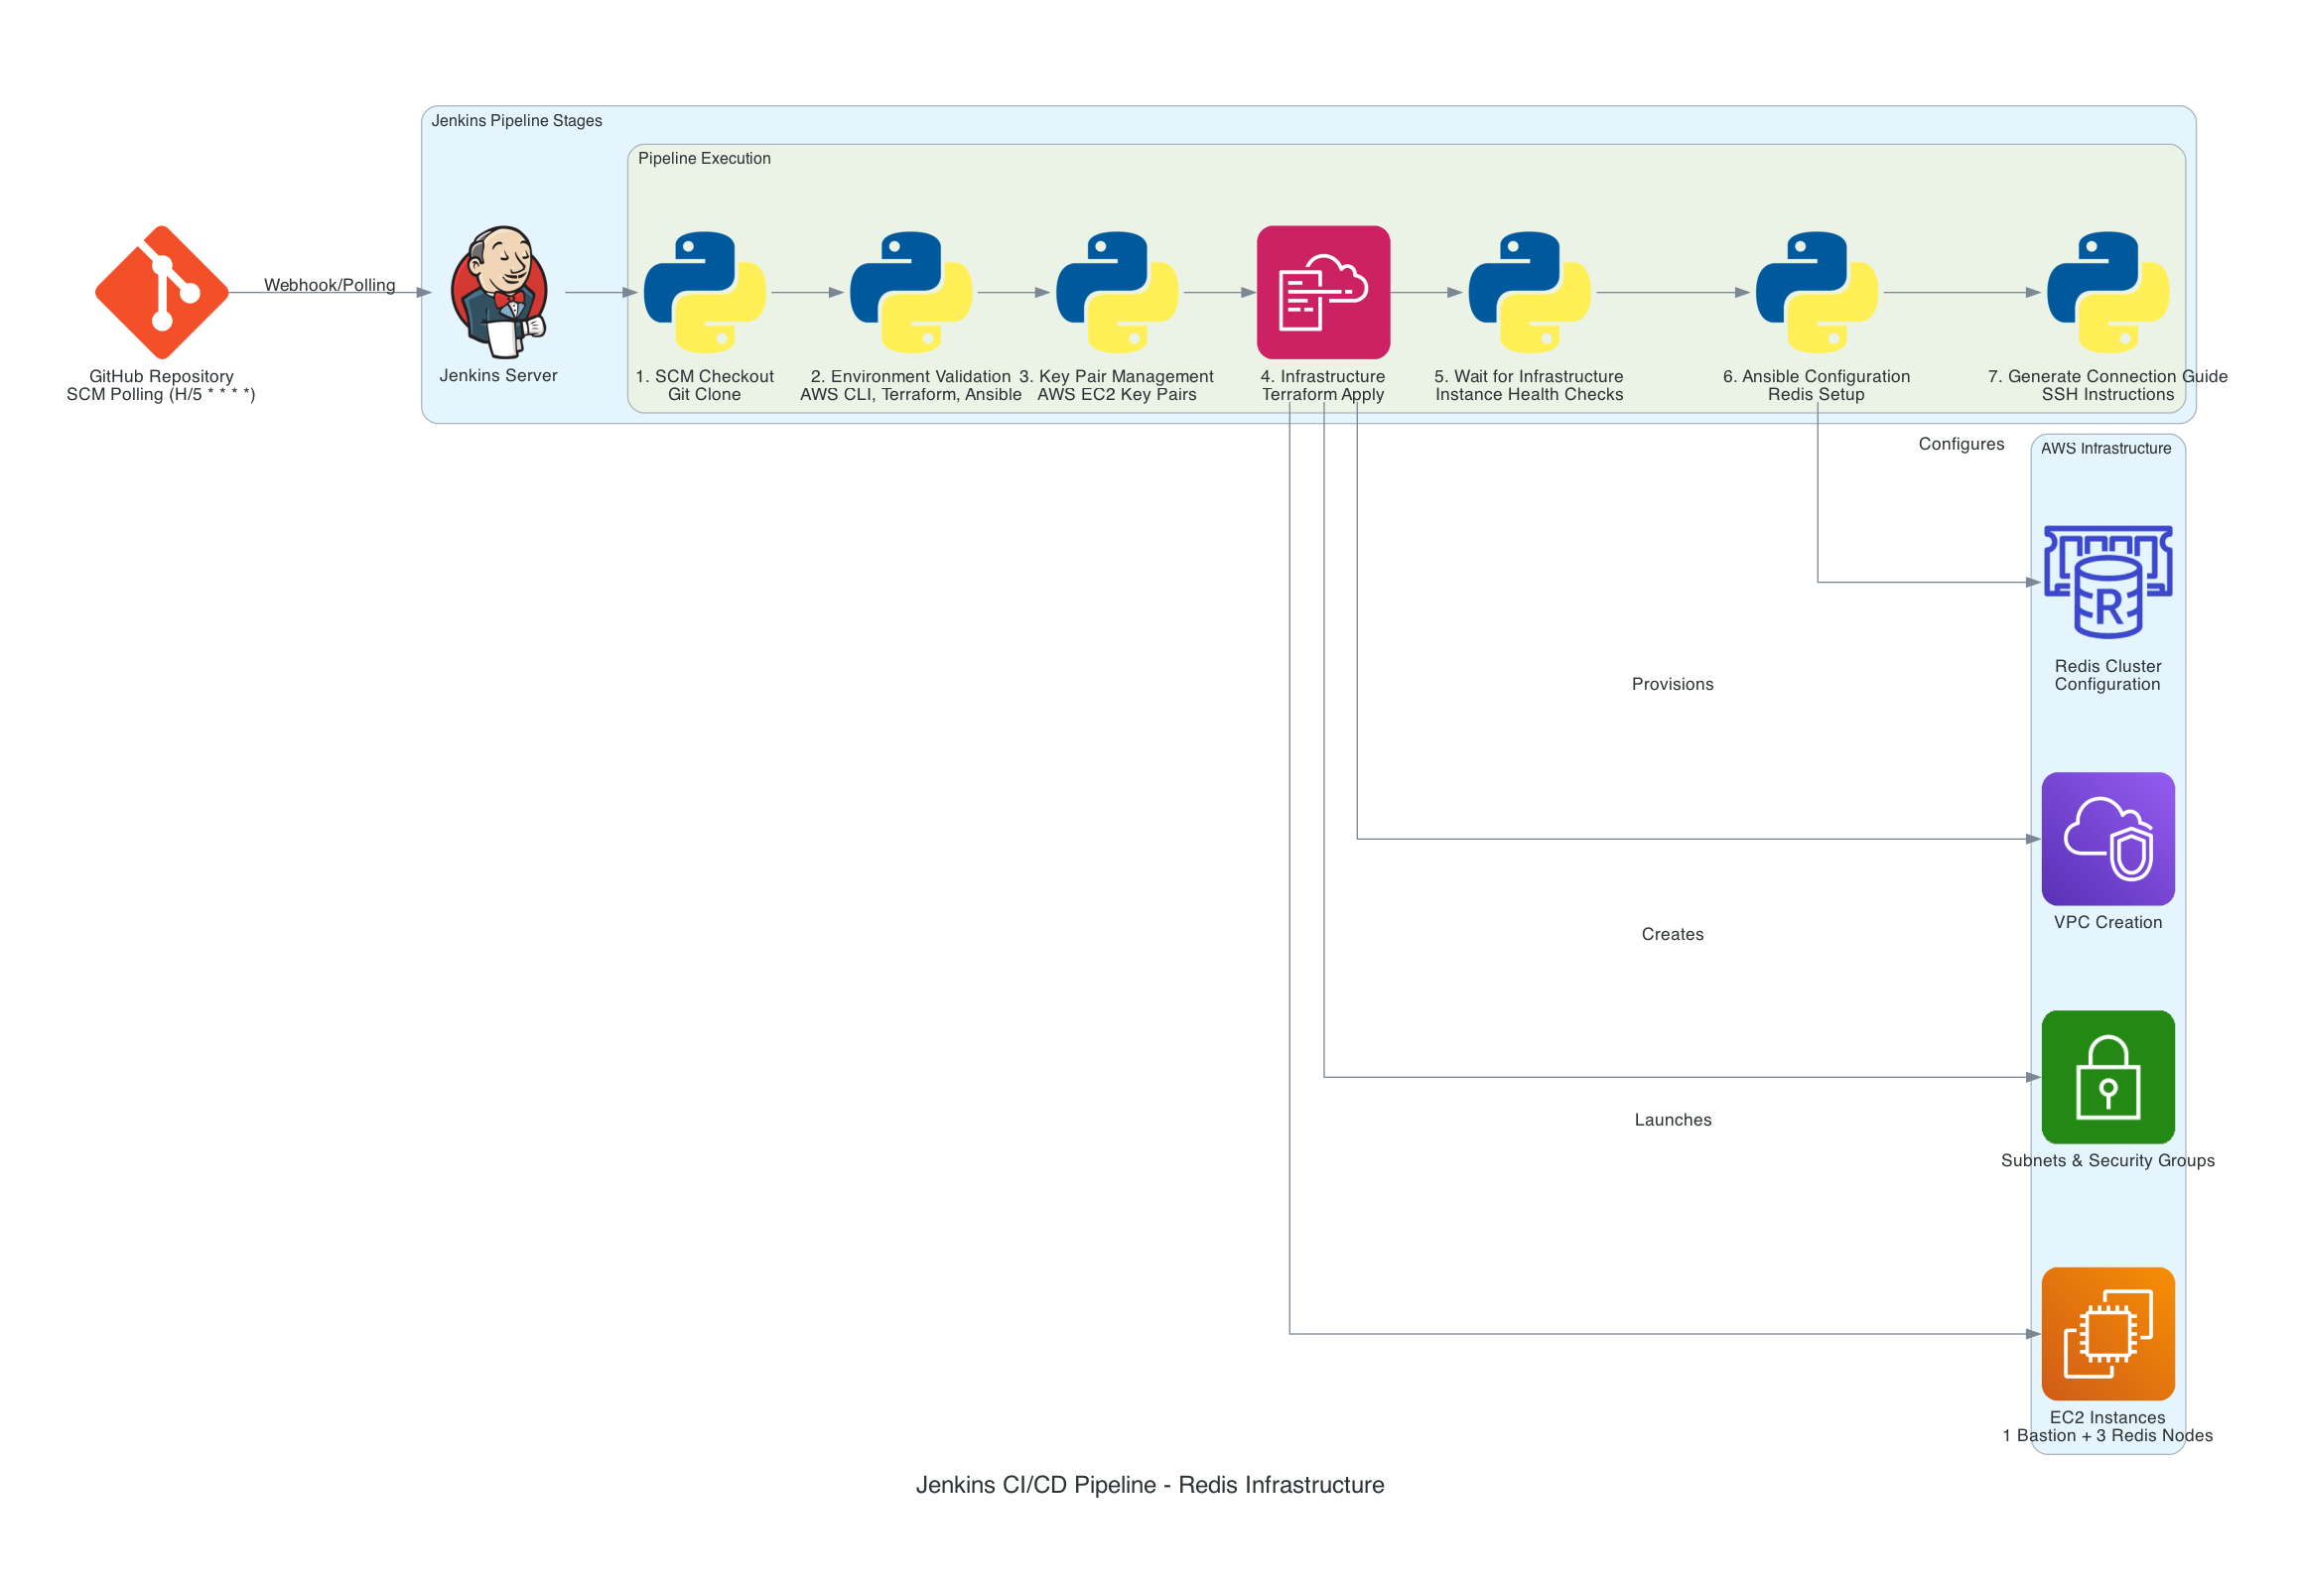 Jenkins Pipeline Stages
Pipeline Execution
Webhook/Polling
GitHub Repository
SCM Polling (H/5 * * * *)
Jenkins Server
1. SCM Checkout
Git Clone
2. Environment Validation
AWS CLI, Terraform, Ansible
3. Key Pair Management
AWS EC2 Key Pairs
4. Infrastructure
Terraform Apply
5. Wait for Infrastructure
Instance Health Checks
6. Ansible Configuration
Redis Setup
7. Generate Connection Guide
SSH Instructions
Configures
AWS Infrastructure
R
Redis Cluster
Configuration
Provisions
VPC Creation
Creates
Launches
Subnets & Security Groups
EC2 Instances
1 Bastion + 3 Redis Nodes
Jenkins CI/CD Pipeline - Redis Infrastructure